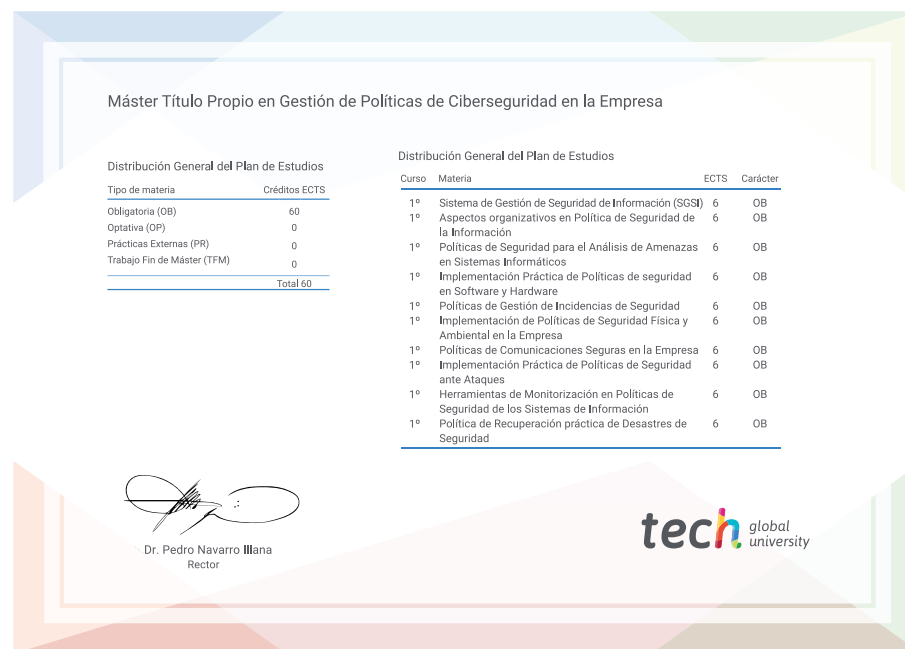 Máster Título Propio en Gestión de Políticas de Ciberseguridad en la Empresa
Distribución General del Plan de Estudios
Tipo de materia Créditos ECTS
Obligatoria (OB) 60
Optativa (OP) 0
Prácticas Externas (PR) 0
Trabajo Fin de Máster (TFM) 0
Total 60
Distribución General del Plan de Estudios
Curso Materia ECTS Carácter
1º Sistema de Gestión de Seguridad de Información (SGSI) 6 OB
1º Aspectos organizativos en Política de Seguridad de 6 OB
la Información
1º Políticas de Seguridad para el Análisis de Amenazas 6 OB
en Sistemas Informáticos
1º Implementación Práctica de Políticas de seguridad 6 OB
en Software y Hardware
1º Políticas de Gestión de Incidencias de Seguridad 6 OB
1º Implementación de Políticas de Seguridad Física y 6 OB
Ambiental en la Empresa
1º Políticas de Comunicaciones Seguras en la Empresa 6 OB
1º Implementación Práctica de Políticas de Seguridad 6 OB
ante Ataques
1º Herramientas de Monitorización en Políticas de 6 OB
Seguridad de los Sistemas de Información
1º Política de Recuperación práctica de Desastres de 6 OB
Seguridad
Dr. Pedro Navarro Illana
Rector
tech global
university